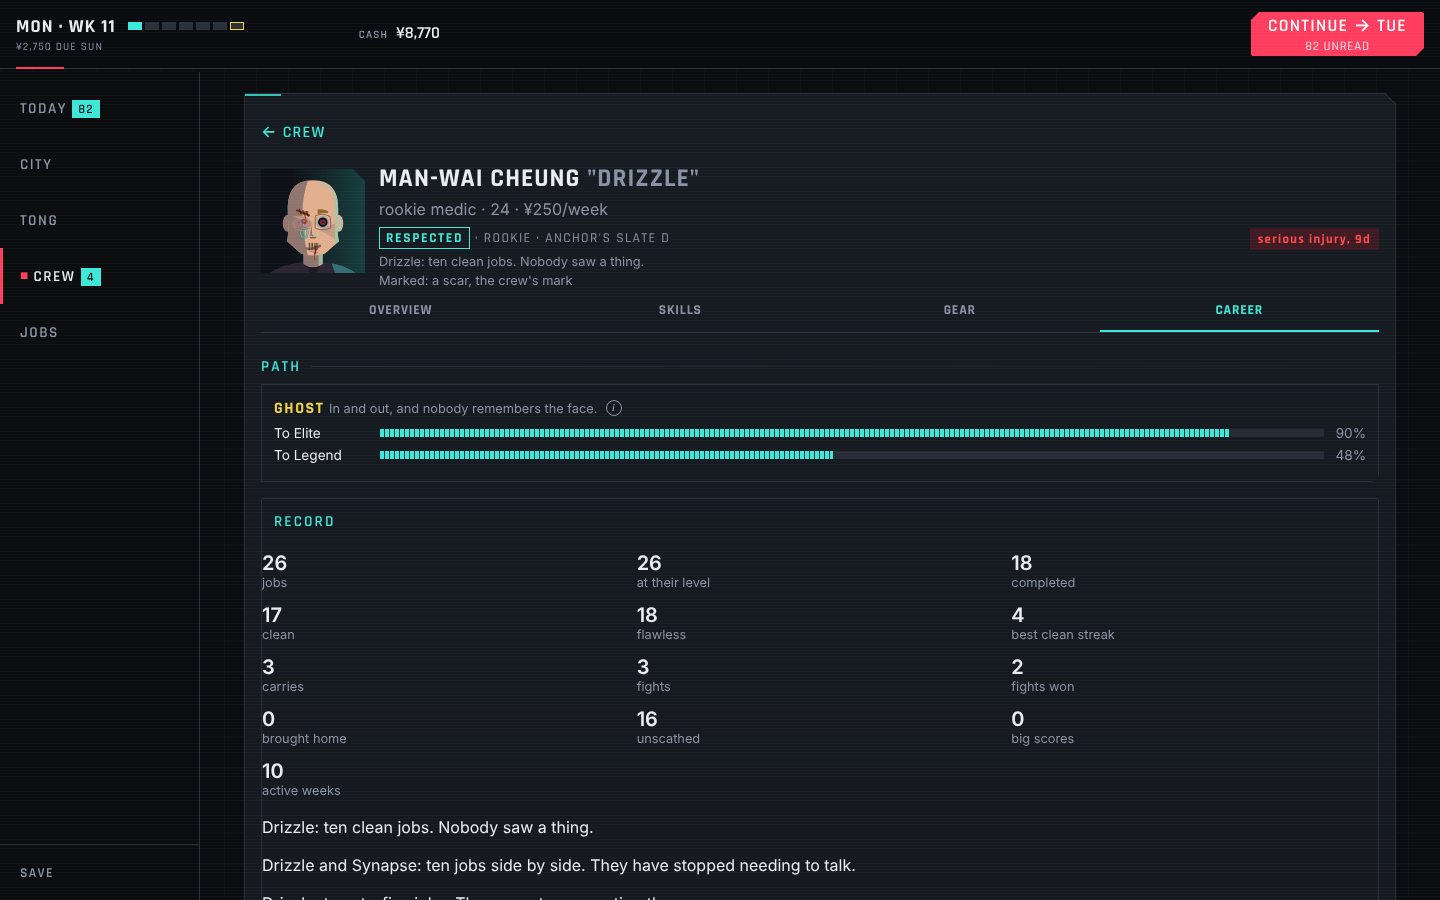 MON · WK 11
¥2,750 DUE SUN
CASH ¥8,770
CONTINUE → TUE
82 UNREAD
TODAY 82
CITY
TONG
CREW 4
JOBS
SAVE
← CREW
MAN-WAI CHEUNG "DRIZZLE"
rookie medic · 24 · ¥250/week
RESPECTED · ROOKIE · ANCHOR'S SLATE D
serious injury, 9d
Drizzle: ten clean jobs. Nobody saw a thing.
Marked: a scar, the crew's mark
OVERVIEW SKILLS GEAR CAREER
PATH
GHOST In and out, and nobody remembers the face. i
To Elite 90%
To Legend 48%
RECORD
26 26 18
jobs at their level completed
17 18 4
clean flawless best clean streak
3 3 2
carries fights fights won
0 16 0
brought home unscathed big scores
10
active weeks
Drizzle: ten clean jobs. Nobody saw a thing.
Drizzle and Synapse: ten jobs side by side. They have stopped needing to talk.